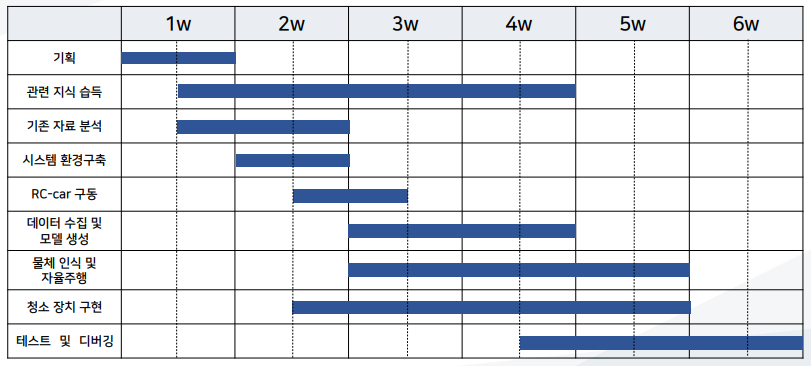 1w 2w 3w 4w 5w 6w
기획
관련 지식 습득
기존 자료 분석
시스템 환경구축
RC-car 구동
데이터 수집 및
모델 생성
물체 인식 및
자율주행
청소 장치 구현
테스트 및 디버깅